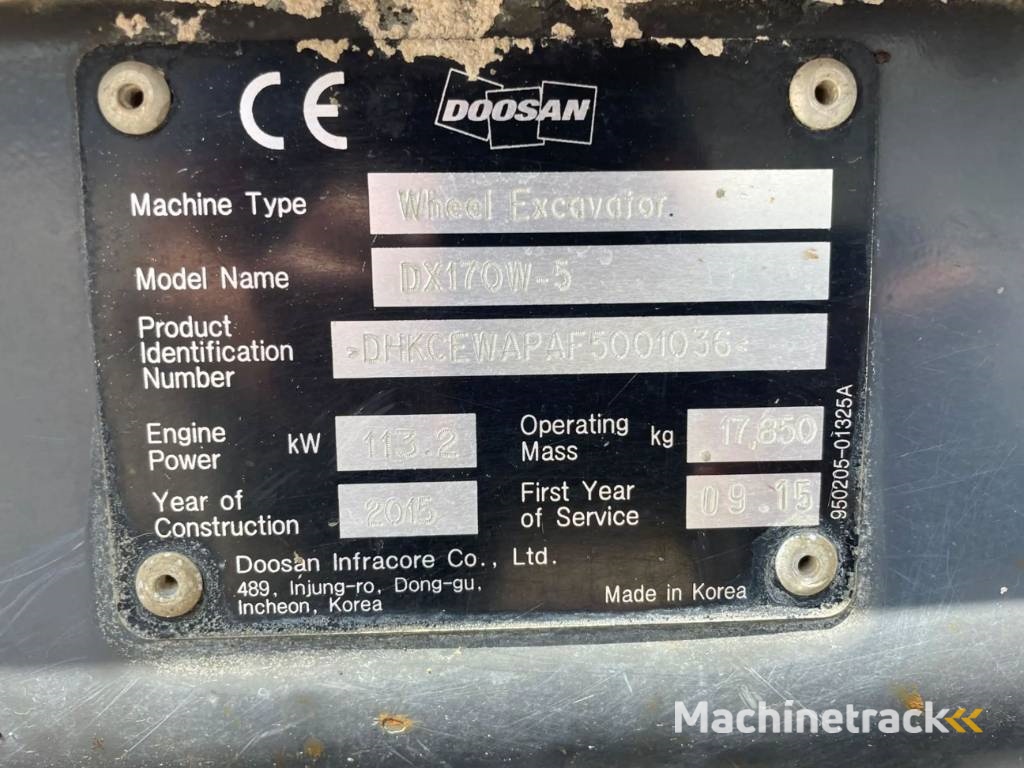 CE DOOSAN
Machine Type Wheel Excavator
Model Name DX170W-5
Product
Identification
Number >DHKCEWAPAF5001036<
Engine
Power kW 113.2
Operating
Mass kg 17,850
Year of
Construction 2015
First Year
of Service 09.15
950205-01325A
Doosan Infracore Co., Ltd.
489, Injung-ro, Dong-gu,
Incheon, Korea
Made in Korea
Machinetrack